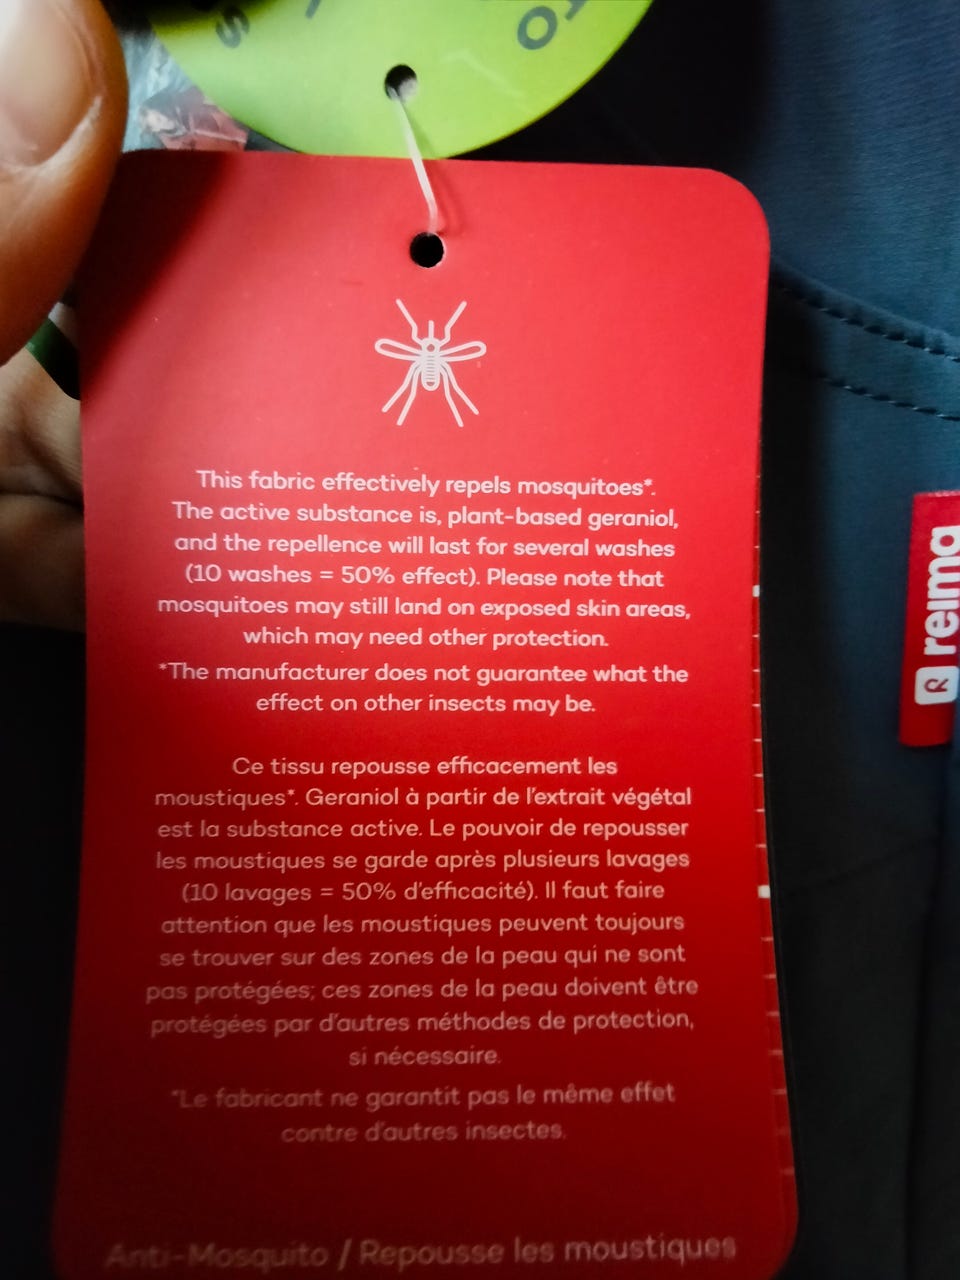 This fabric effectively repels mosquitoes*.
The active substance is, plant-based geraniol,
and the repellence will last for several washes
(10 washes = 50% effect). Please note that
mosquitoes may still land on exposed skin areas,
which may need other protection.
*The manufacturer does not guarantee what the
effect on other insects may be.
Ce tissu repousse efficacement les
moustiques*. Geraniol à partir de l'extrait végétal
est la substance active. Le pouvoir de repousser
les moustiques se garde après plusieurs lavages
(10 lavages = 50% d'efficacité). Il faut faire
attention que les moustiques peuvent toujours
se trouver sur des zones de la peau qui ne sont
pas protégées; ces zones de la peau doivent être
protégées par d'autres méthodes de protection,
si nécessaire.
*Le fabricant ne garantit pas le même effet
contre d'autres insectes.
Anti-Mosquito / Repousse les moustiques
reima